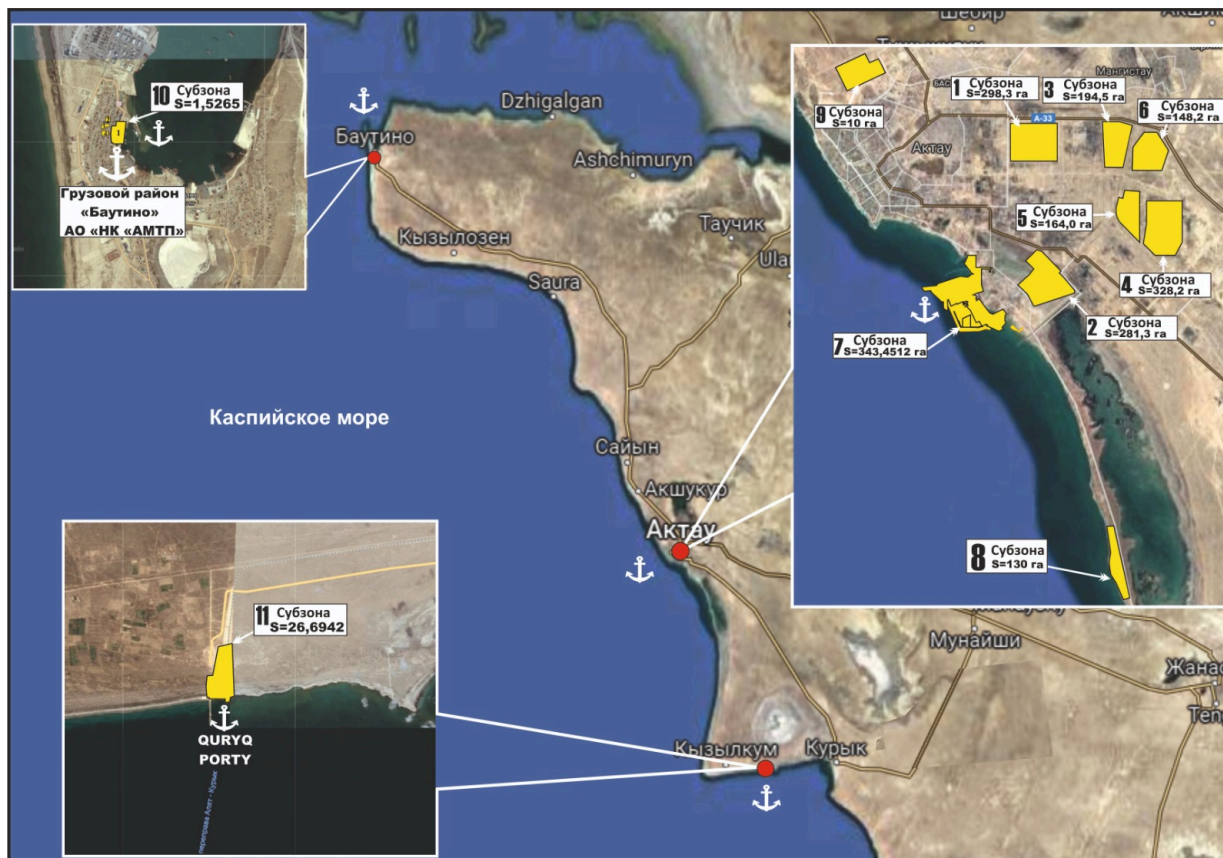 10 Субзона
S=1,5265
Грузовой район
«Баутино»
АО «НК «АМТП»
Баутино
Dzhigalgan
Ashchimuryn
Таучик
Кызылозен
Saura
Каспийское море
Сайын
Акшукур
Актау
Мунайши
Кызылкум
Курык
9 Субзона
S=10 га
1 Субзона
S=298,3 га
A-33
3 Субзона
S=194,5 га
Мангистау
6 Субзона
S=148,2 га
Актау
5 Субзона
S=164,0 га
4 Субзона
S=328,2 га
2 Субзона
S=281,3 га
7 Субзона
S=343,4512 га
8 Субзона
S=130 га
11 Субзона
S=26,6942
QURYQ
PORTY
переправа Алят - Курык